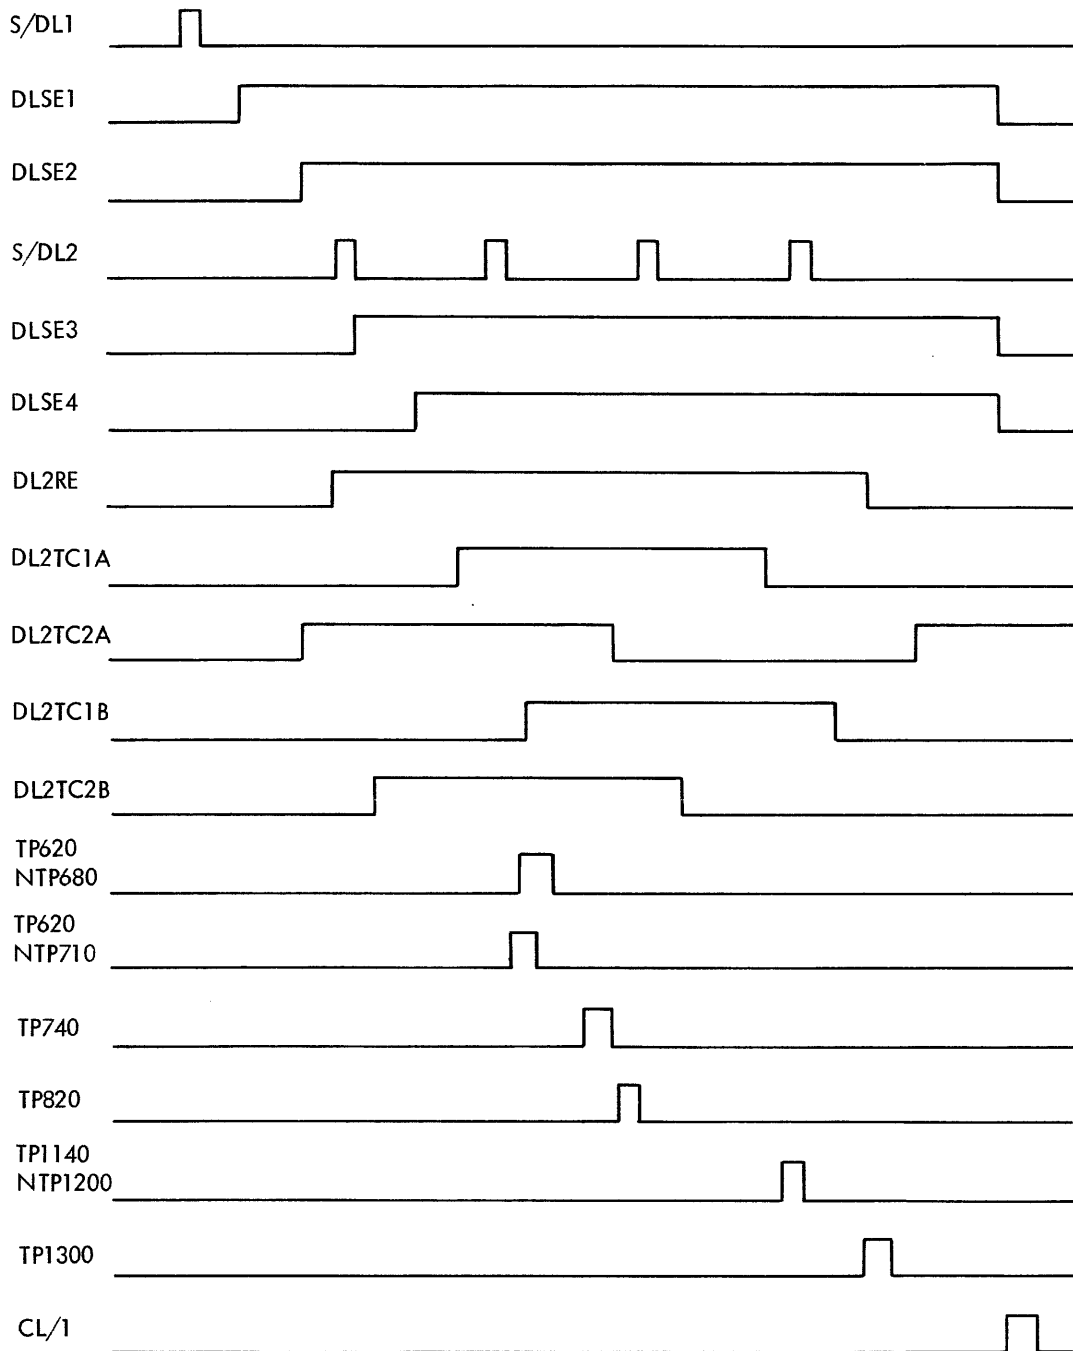 S/DL1
DLSE1
DLSE2
S/DL2
DLSE3
DLSE4
DL2RE
DL2TC1A
DL2TC2A
DL2TC1B
DL2TC2B
TP620
NTP680
TP620
NTP710
TP740
TP820
TP1140
NTP1200
TP1300
CL/1